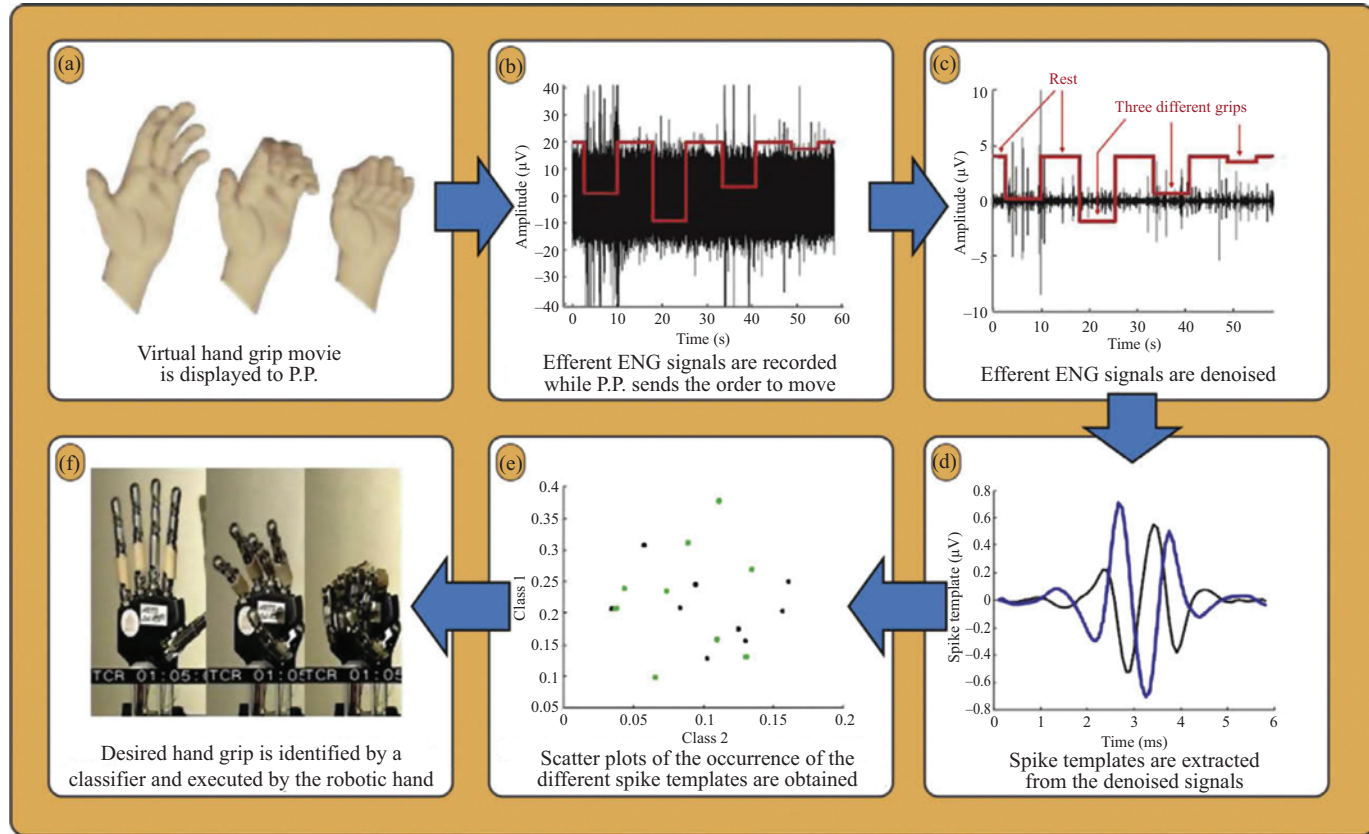 (a)
Virtual hand grip movie
is displayed to P.P.
(b)
Amplitude (µV)
40
30
20
10
0
–10
–20
–30
–40
0 10 20 30 40 50 60
Time (s)
Efferent ENG signals are recorded
while P.P. sends the order to move
(c)
Rest
Three different grips
Amplitude (µV)
10
5
0
–5
–10
0 10 20 30 40 50
Time (s)
Efferent ENG signals are denoised
(f)
TCR 01:05:0
TCR 01:05
TCR 01:05:
Desired hand grip is identified by a
classifier and executed by the robotic hand
(e)
Class 1
0.4
0.35
0.3
0.25
0.2
0.15
0.1
0.05
0 0.05 0.1 0.15 0.2
Class 2
Scatter plots of the occurrence of the
different spike templates are obtained
(d)
Spike template (µV)
0.8
0.6
0.4
0.2
0
–0.2
–0.4
–0.6
–0.8
0 1 2 3 4 5 6
Time (ms)
Spike templates are extracted
from the denoised signals